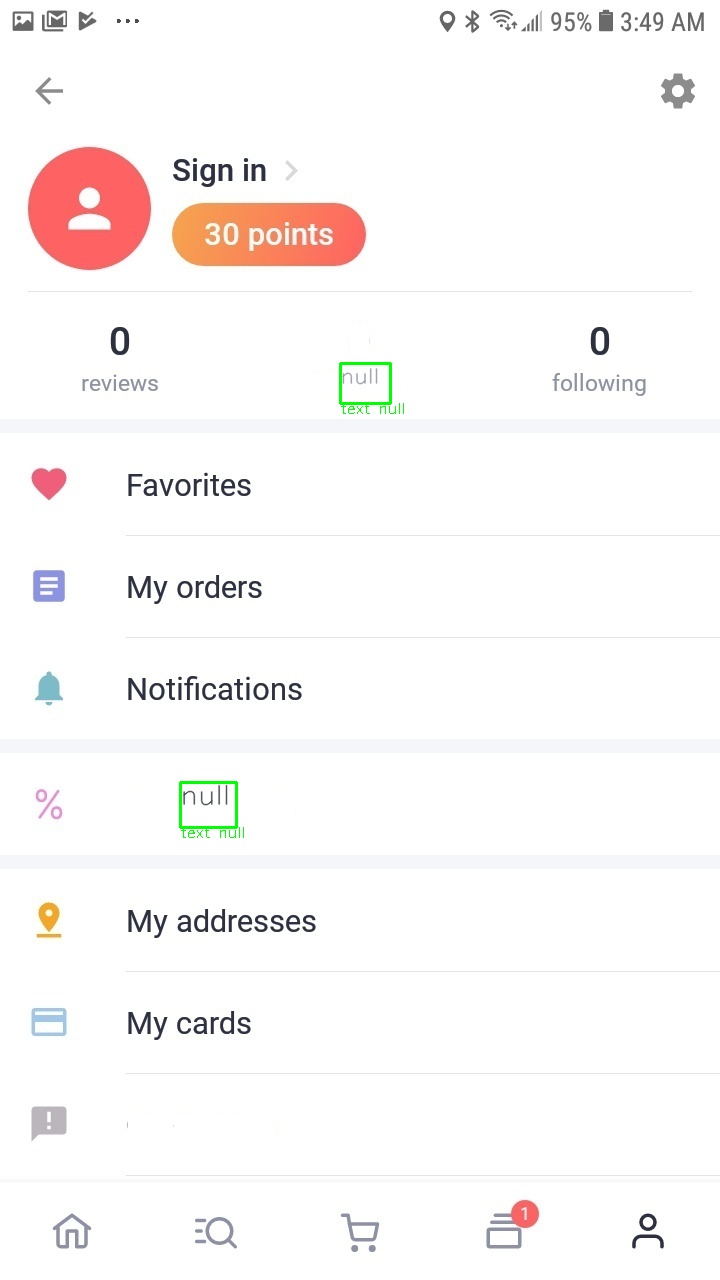 95% 3:49 AM
Sign in
30 points
0 0
null
reviews following
text null
Favorites
My orders
Notifications
%
null
text null
My addresses
My cards
1